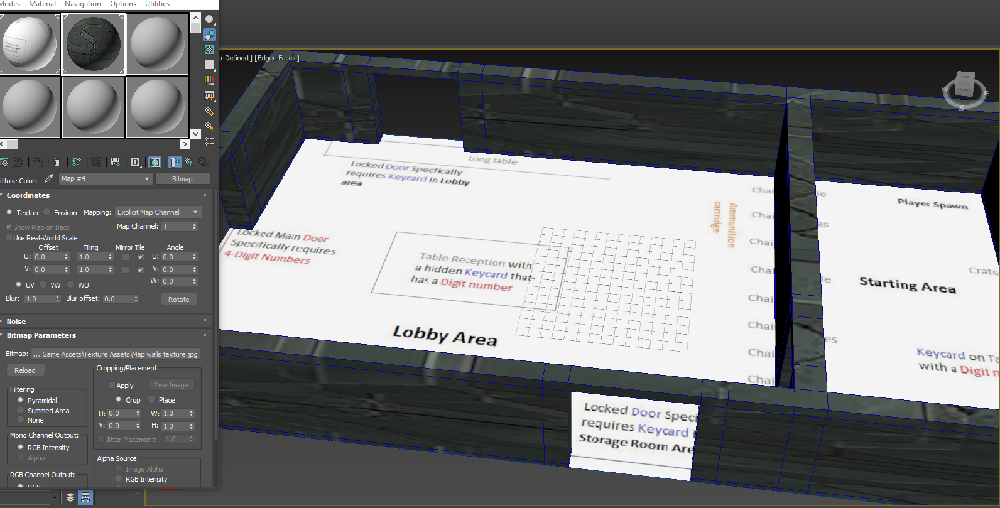 Modes Material Navigation Options Utilities
er Defined ] [Edged Faces ]
iffuse Color: Map #4 Bitmap
Coordinates
Texture Environ Mapping: Explicit Map Channel
Show Map on Back Map Channel: 1
Use Real-World Scale
Offset Tiling Mirror Tile Angle
U: 0.0 1.0 U: 0.0
V: 0.0 1.0 V: 0.0
W: 0.0
UV VW WU
Blur: 1.0 Blur offset: 0.0 Rotate
Noise
Bitmap Parameters
Bitmap: ... Game Assets\Texture Assets\Map walls texture.jpg
Reload
Cropping/Placement
Apply View Image
Crop Place
U: 0.0 W: 1.0
V: 0.0 H: 1.0
Jitter Placement: 1.0
Filtering
Pyramidal
Summed Area
None
Mono Channel Output:
RGB Intensity
Alpha
RGB Channel Output:
RGB
Alpha Source
Image Alpha
RGB Intensity
Long table
Locked Door Specfically
requires Keycard in Lobby
area
Locked Main Door
Specifically requires
4-Digit Numbers
Table Reception with
a hidden Keycard that
has a Digit number
Lobby Area
Ammunition
cartridge
Chai
Chai
Chai
Chai
Chai
Chai
Chai
Chai
le
es
le
es
Player Spawn
Crate
Starting Area
Keycard on Ta
with a Digit n
Locked Door Speci
requires Keycard i
Storage Room Are
TOP
FRONT
W
E
S